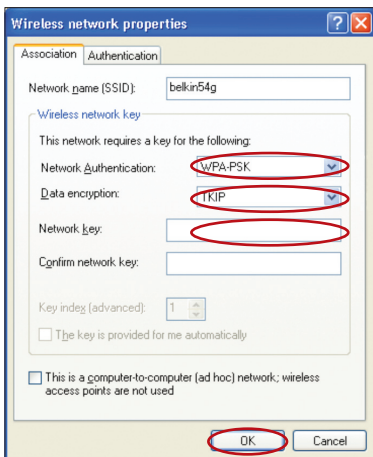 Wireless network properties
Association Authentication
Network name (SSID): belkin54g
Wireless network key
This network requires a key for the following:
Network Authentication: WPA-PSK
Data encryption: TKIP
Network key:
Confirm network key:
Key index (advanced): 1
The key is provided for me automatically
This is a computer-to-computer (ad hoc) network; wireless
access points are not used
OK Cancel